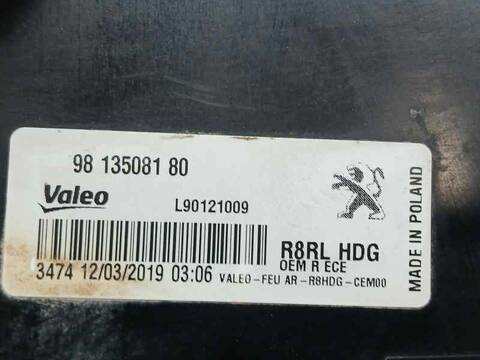 98 135081 80
Valeo
L90121009
R8RL HDG
OEM R ECE
3474 12/03/2019 03:06 VALEO-FEU AR-R8HDG-CEM00
MADE IN POLAND